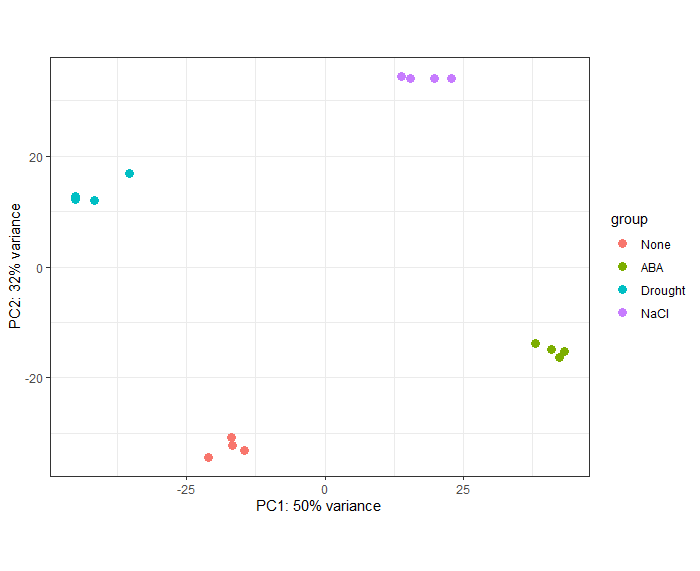 PC2: 32% variance
20
0
-20
-25
0
25
PC1: 50% variance
group
None
ABA
Drought
NaCl